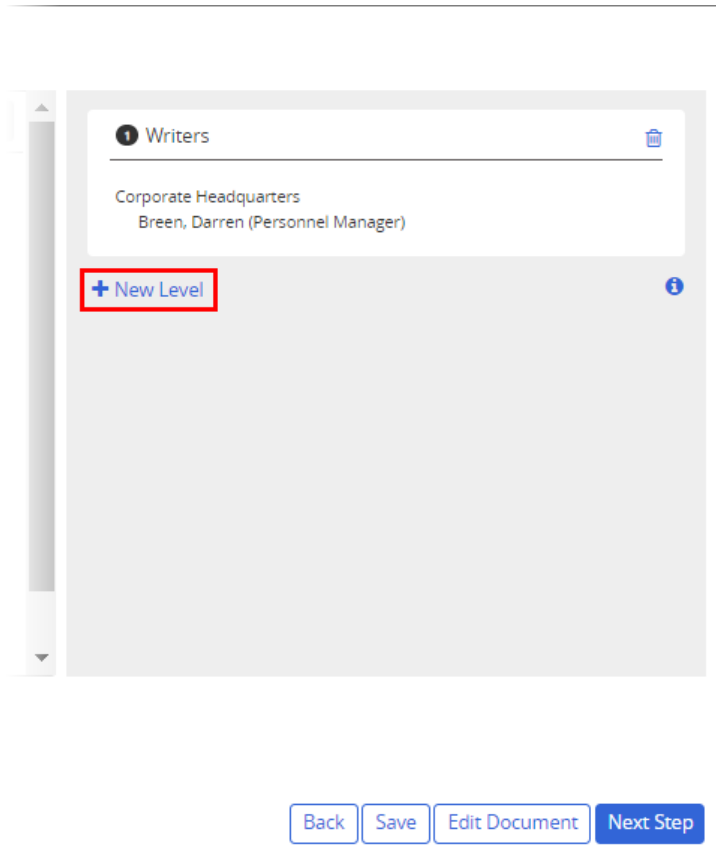 1 Writers
Corporate Headquarters
Breen, Darren (Personnel Manager)
+ New Level
Back Save Edit Document Next Step